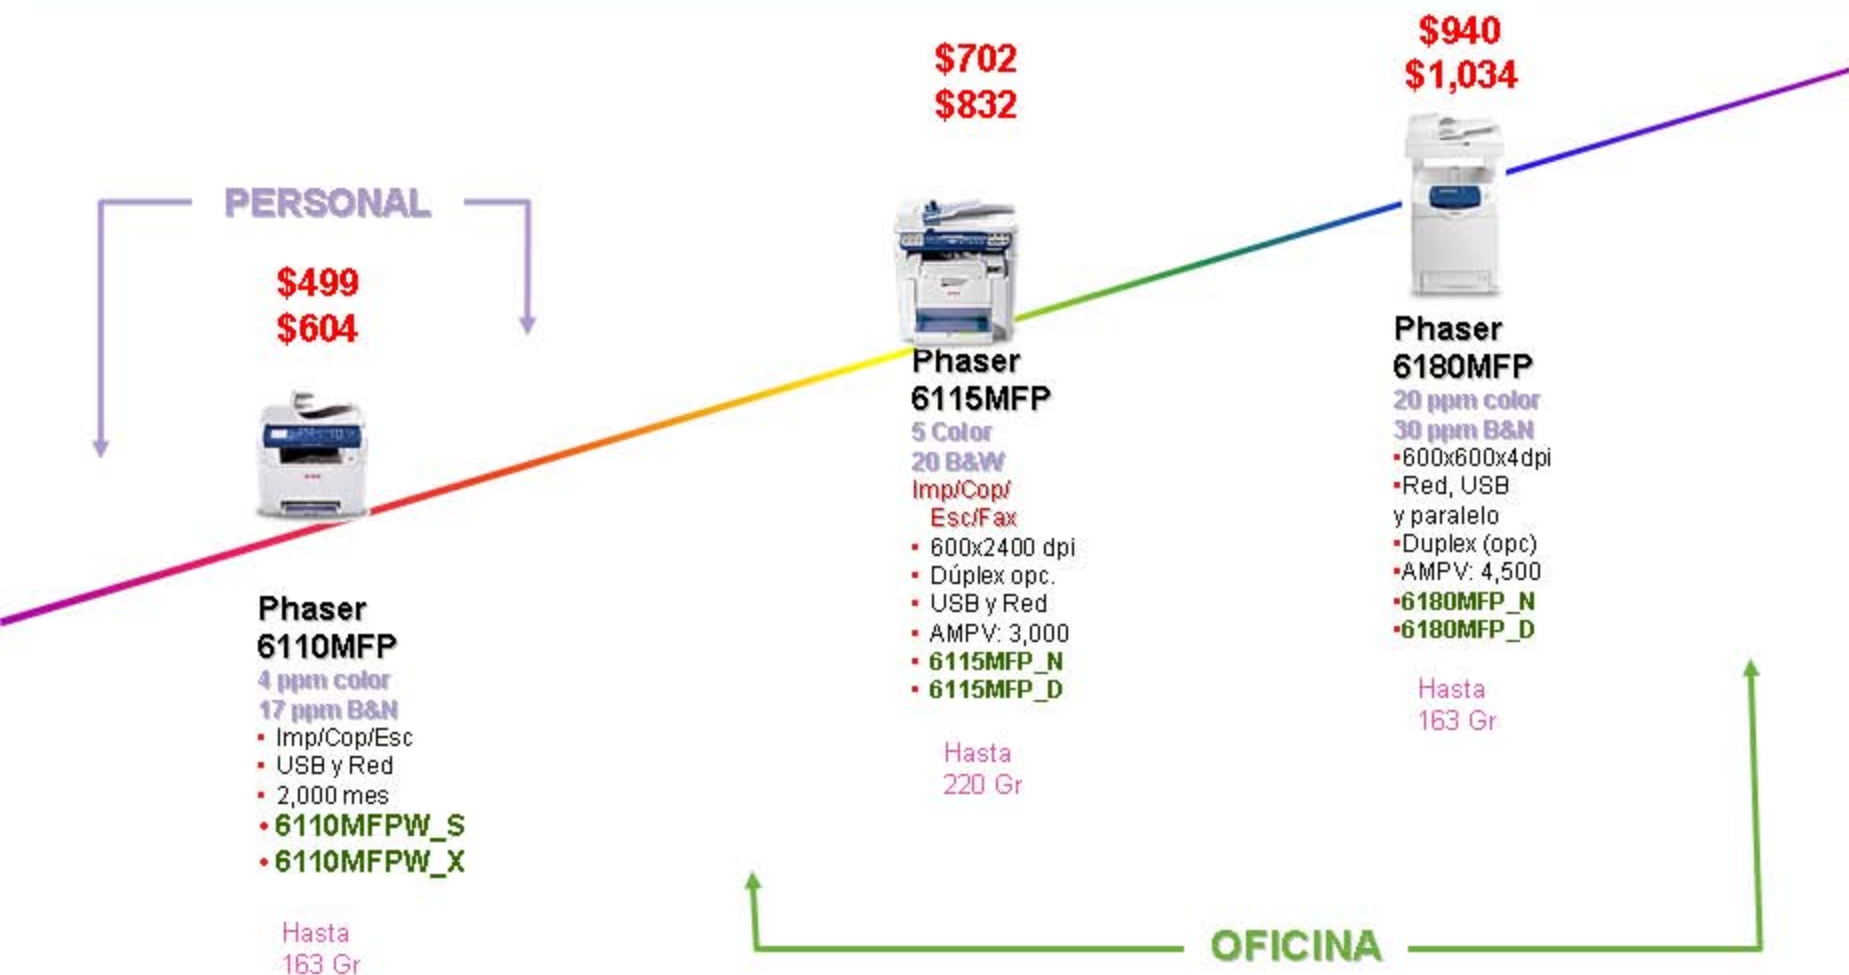 PERSONAL
$499
$604
Phaser
6110MFP
4 ppm color
17 ppm B&N
▪ Imp/Cop/Esc
▪ USB y Red
▪ 2,000 mes
• 6110MFPW_S
• 6110MFPW_X
Hasta
163 Gr
$702
$832
Phaser
6115MFP
5 Color
20 B&W
Imp/Cop/
Esc/Fax
▪ 600x2400 dpi
▪ Dúplex opc.
▪ USB y Red
▪ AMPV: 3,000
▪ 6115MFP_N
▪ 6115MFP_D
Hasta
220 Gr
$940
$1,034
Phaser
6180MFP
20 ppm color
30 ppm B&N
▪600x600x4dpi
▪Red, USB
y paralelo
▪Duplex (opc)
▪AMPV: 4,500
▪6180MFP_N
▪6180MFP_D
Hasta
163 Gr
OFICINA